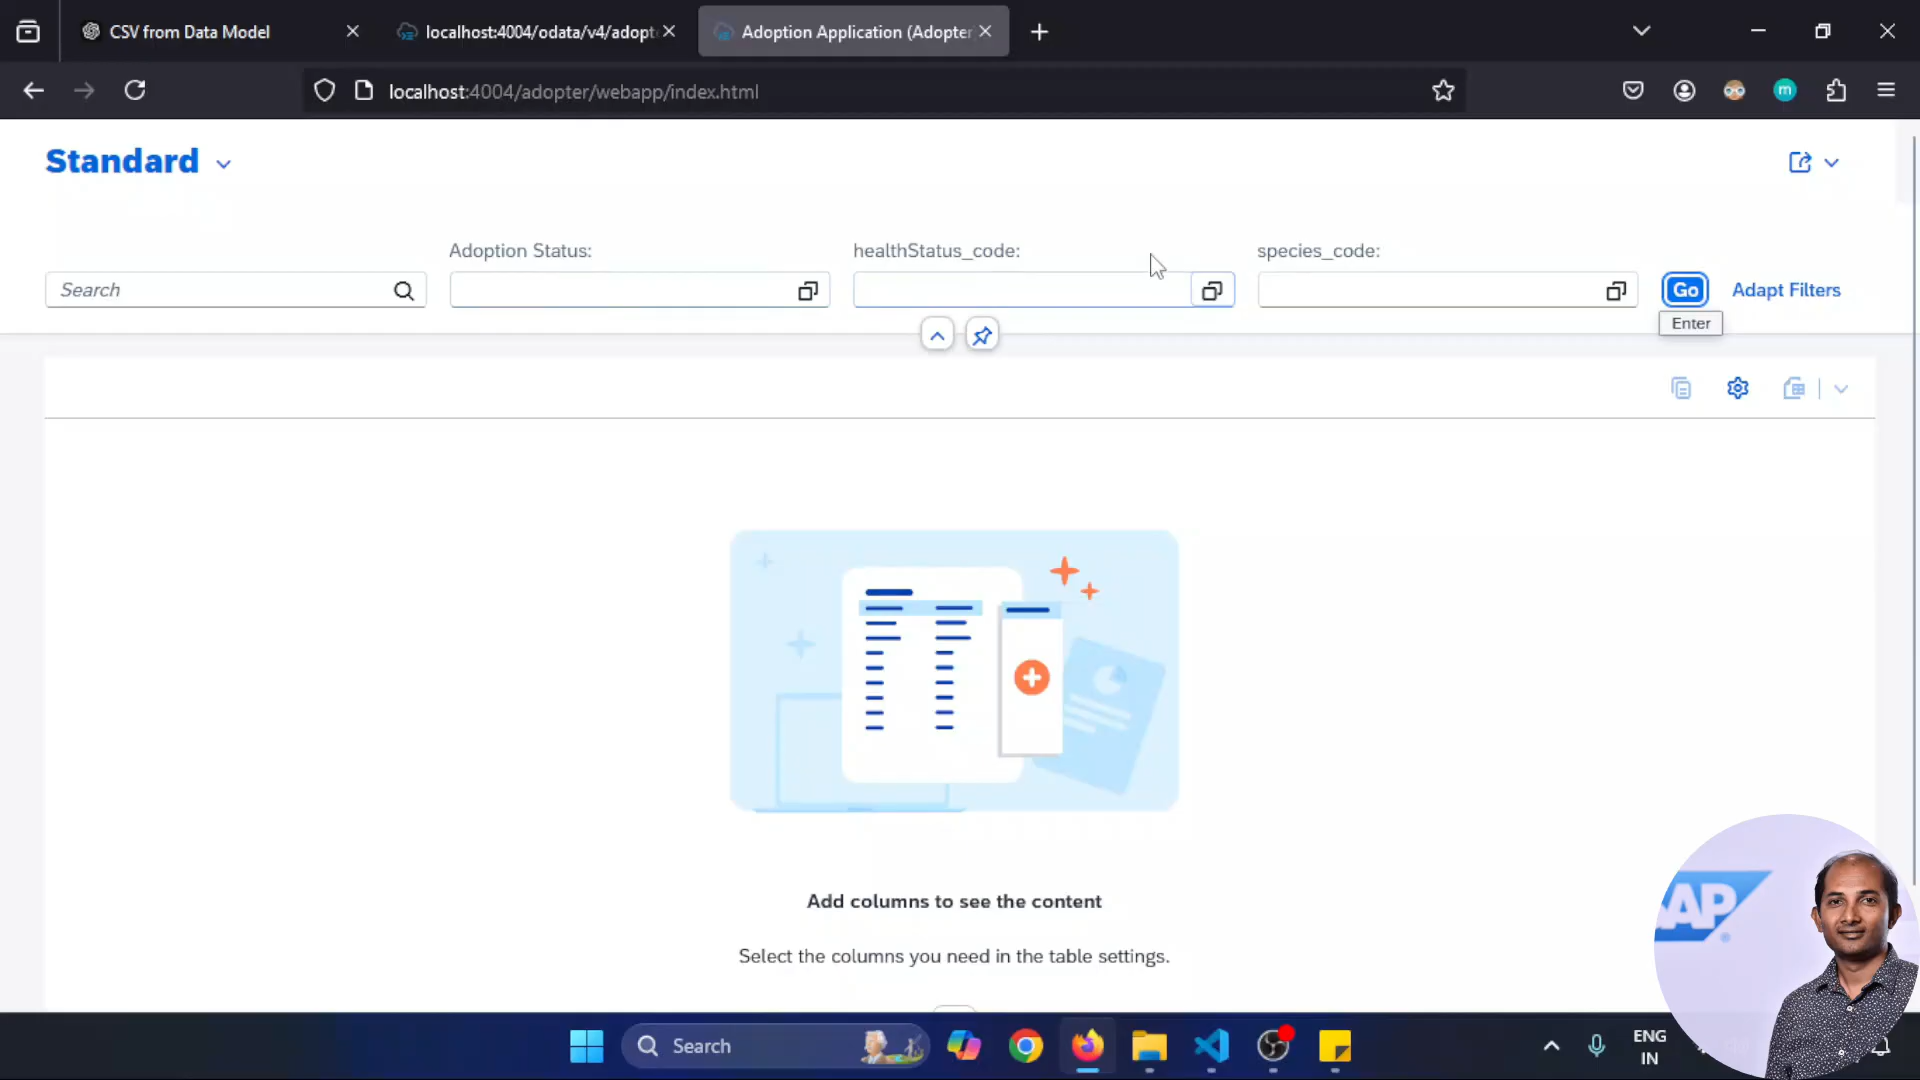 CSV from Data Model
localhost:4004/odata/v4/adopt
Adoption Application (Adopter
localhost:4004/adopter/webapp/index.html
Standard
Adoption Status:
healthStatus_code:
species_code:
Search
Go
Adapt Filters
Enter
Add columns to see the content
Select the columns you need in the table settings.
AP
Search
ENG
IN
m